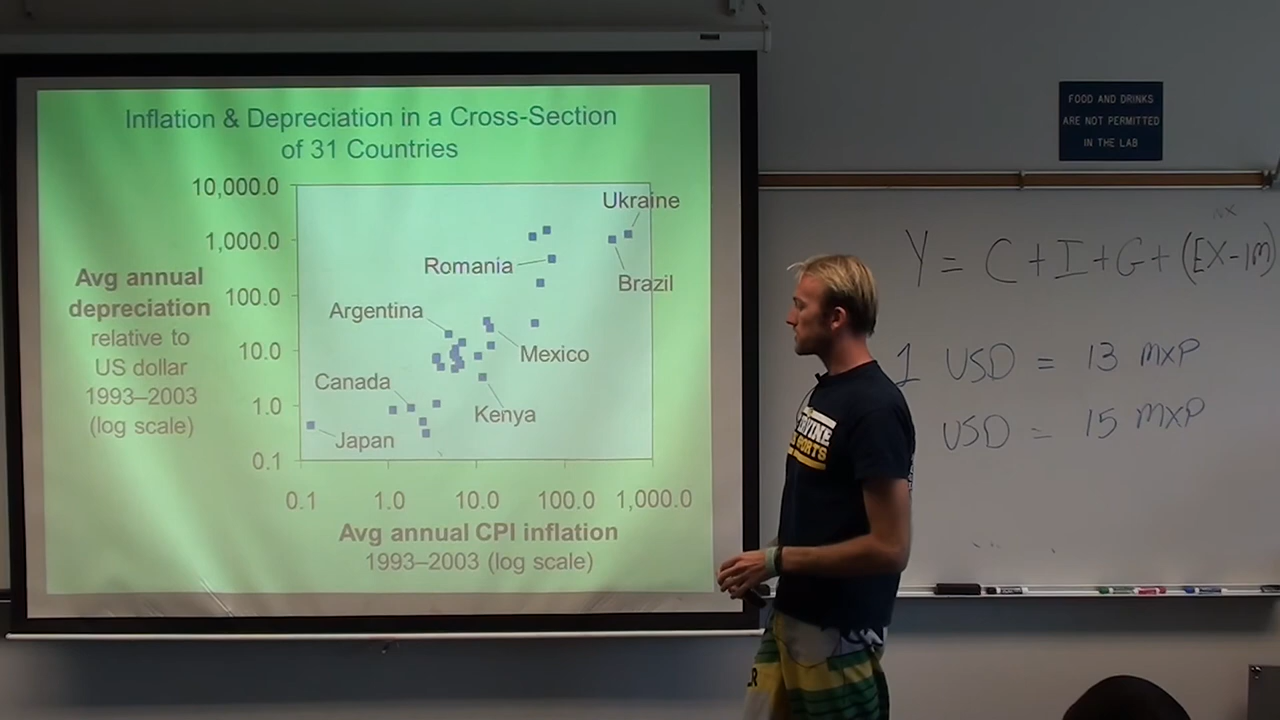 Inflation & Depreciation in a Cross-Section
of 31 Countries
10,000.0
1,000.0
100.0
10.0
1.0
0.1
Avg annual
depreciation
relative to
US dollar
1993–2003
(log scale)
Ukraine
Romania
Brazil
Argentina
Mexico
Canada
Kenya
Japan
0.1 1.0 10.0 100.0 1,000.0
Avg annual CPI inflation
1993–2003 (log scale)
FOOD AND DRINKS
ARE NOT PERMITTED
IN THE LAB
Y = C + I + G + (EX - IM)
1 USD = 13 MXP
USD = 15 MXP
SPORTS